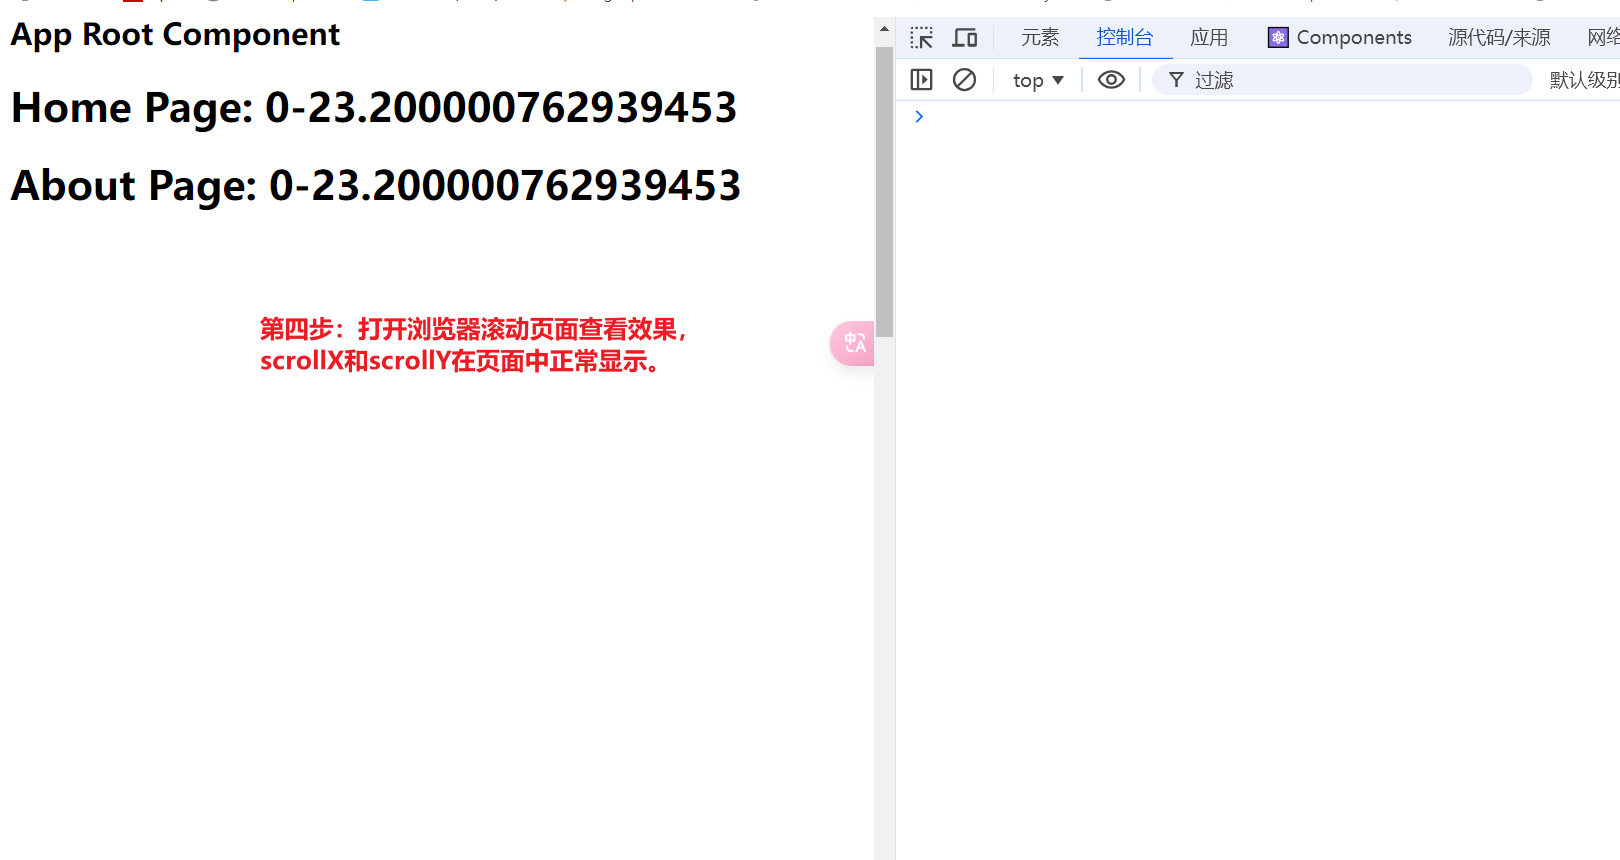 App Root Component
Home Page: 0-23.200000762939453
About Page: 0-23.200000762939453
第四步：打开浏览器滚动页面查看效果，
scrollX和scrollY在页面中正常显示。
中A
元素 控制台 应用 Components 源代码/来源 网络
top 过滤 默认级别